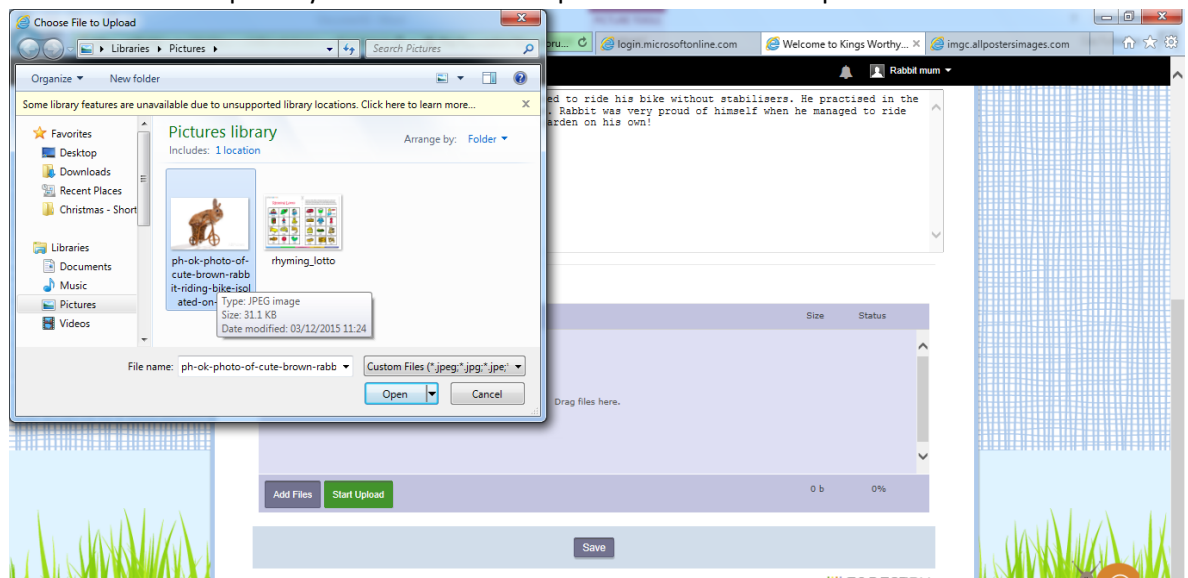 Choose File to Upload
Libraries ▸ Pictures ▸
Search Pictures
oru...
login.microsoftonline.com
Welcome to Kings Worthy...
imgc.allpostersimages.com
Organize
New folder
Rabbit mum
Some library features are unavailable due to unsupported library locations. Click here to learn more...
ed to ride his bike without stabilisers. He practised in the
. Rabbit was very proud of himself when he managed to ride
arden on his own!
Favorites
Desktop
Downloads
Recent Places
Christmas - Short
Libraries
Documents
Music
Pictures
Videos
Pictures library
Includes: 1 location
Arrange by: Folder
ph-ok-photo-of-
cute-brown-rabb
it-riding-bike-isol
ated-on-
rhyming_lotto
Type: JPEG image
Size: 31.1 KB
Date modified: 03/12/2015 11:24
Size Status
File name: ph-ok-photo-of-cute-brown-rabb
Custom Files (*.jpeg;*.jpg;*.jpe;*
Open
Cancel
Drag files here.
Add Files
Start Upload
0 b 0%
Save